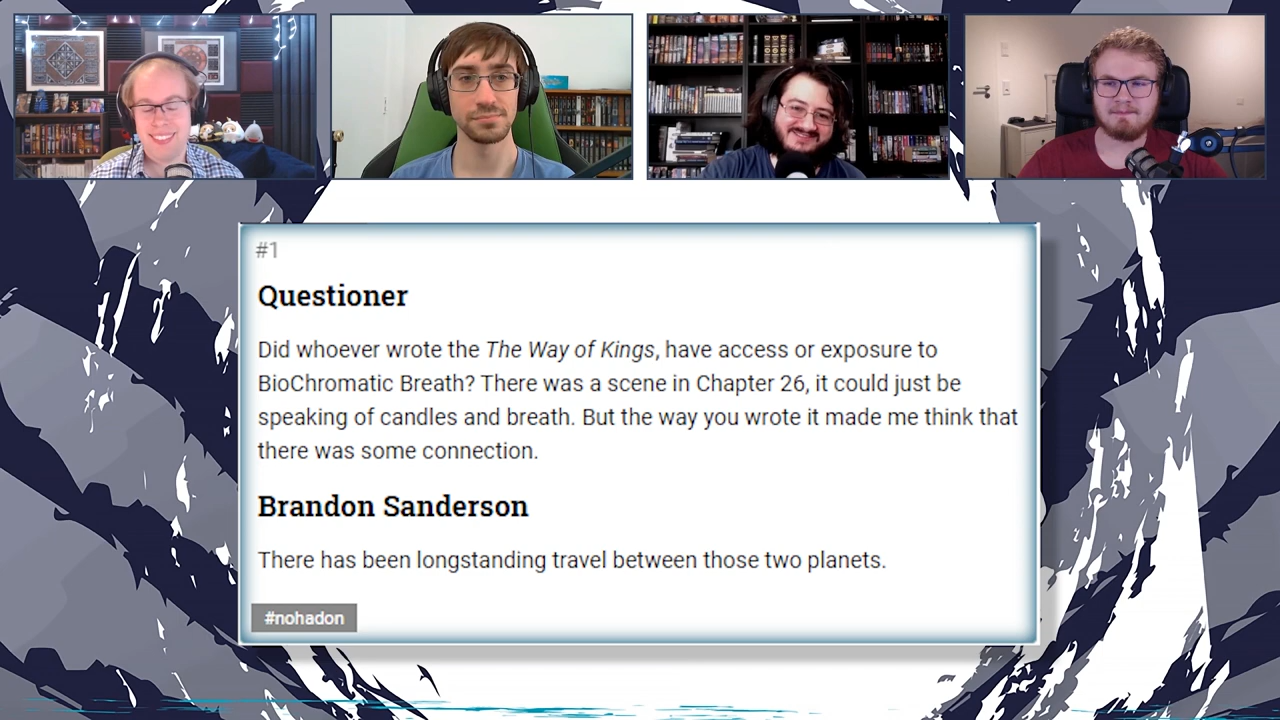 #1
Questioner
Did whoever wrote the The Way of Kings, have access or exposure to
BioChromatic Breath? There was a scene in Chapter 26, it could just be
speaking of candles and breath. But the way you wrote it made me think that
there was some connection.
Brandon Sanderson
There has been longstanding travel between those two planets.
#nohadon